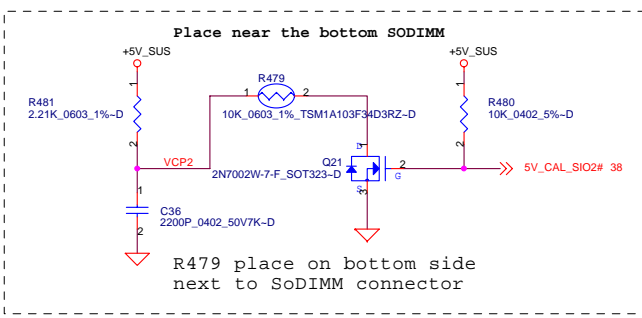 Place near the bottom SODIMM
+5V_SUS
+5V_SUS
R479
1
2
1
1
R481
2.21K_0603_1%~D
10K_0603_1%_TSM1A103F34D3RZ~D
R480
10K_0402_5%~D
2
2
1
D
VCP2
Q21
2N7002W-7-F_SOT323~D
2
G
5V_CAL_SIO2# 38
S
3
1
C36
2200P_0402_50V7K~D
2
R479 place on bottom side
next to SoDIMM connector